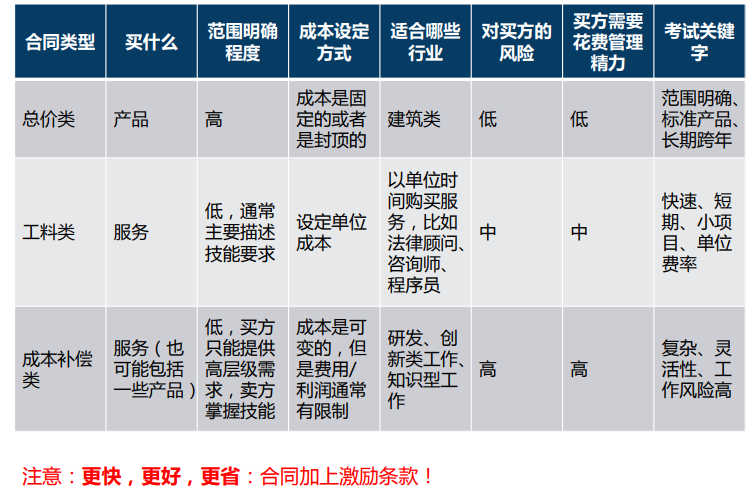 合同类型
买什么
范围明确
程度
成本设定
方式
适合哪些
行业
对买方的
风险
买方需要
花费管理
精力
考试关键
字
总价类
产品
高
成本是固
定的或者
是封顶的
建筑类
低
低
范围明确、
标准产品、
长期跨年
工料类
服务
低，通常
主要描述
技能要求
设定单位
成本
以单位时
间购买服
务，比如
法律顾问、
咨询师、
程序员
中
中
快速、短
期、小项
目、单位
费率
成本补偿
类
服务（也
可能包括
一些产品）
低，买方
只能提供
高层级需
求，卖方
掌握技能
成本是可
变的，但
是费用/
利润通常
有限制
研发、创
新类工作、
知识型工
作
高
高
复杂、灵
活性、工
作风险高
注意：更快，更好，更省：合同加上激励条款！